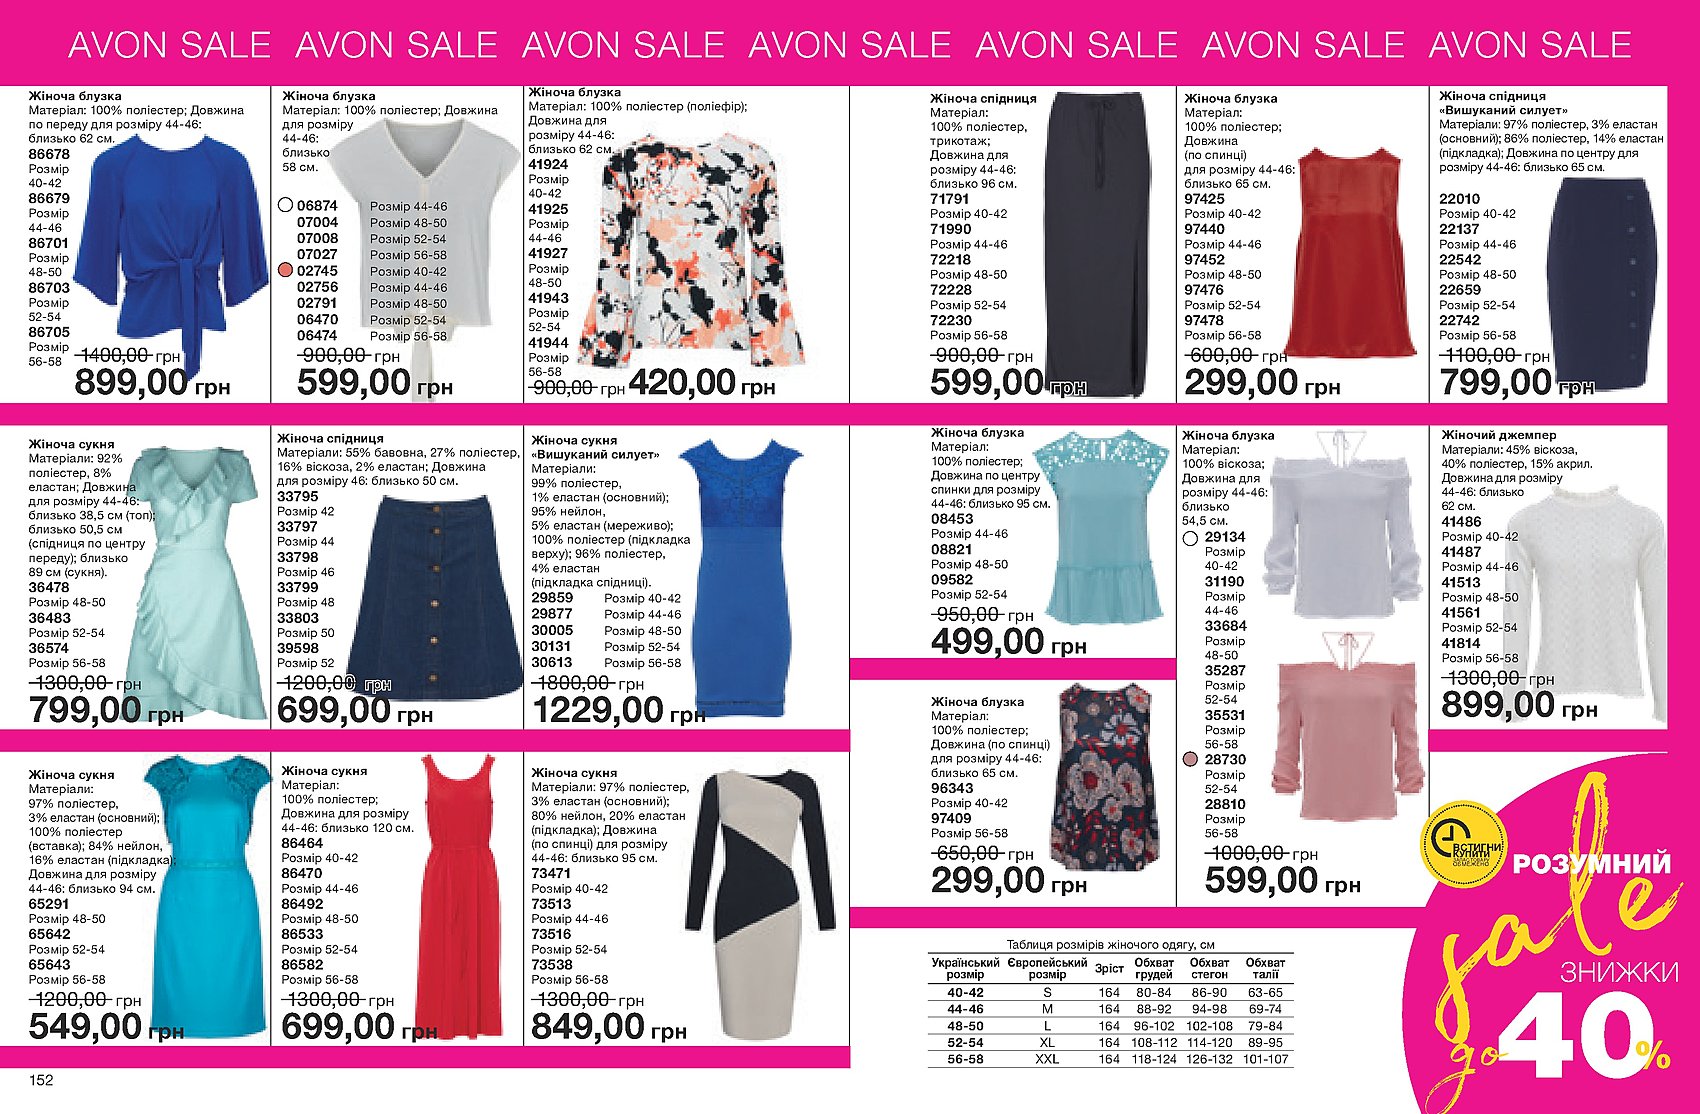 AVON SALE AVON SALE AVON SALE AVON SALE AVON SALE AVON SALE AVON SALE
Жіноча блузка
Матеріал: 100% поліестер; Довжина
по переду для розміру 44-46:
близько 62 см.
86678
Розмір
40-42
86679
Розмір
44-46
86701
Розмір
48-50
86703
Розмір
52-54
86705
Розмір
56-58
1400,00 грн
899,00 грн
Жіноча блузка
Матеріал: 100% поліестер; Довжина
для розміру
44-46:
близько
58 см.
06874 Розмір 44-46
07004 Розмір 48-50
07008 Розмір 52-54
07027 Розмір 56-58
02745 Розмір 40-42
02756 Розмір 44-46
02791 Розмір 48-50
06470 Розмір 52-54
06474 Розмір 56-58
900,00 грн
599,00 грн
Жіноча блузка
Матеріал: 100% поліестер (поліефір);
Довжина для
розміру 44-46:
близько 62 см.
41924
Розмір
40-42
41925
Розмір
44-46
41927
Розмір
48-50
41943
Розмір
52-54
41944
Розмір
56-58
900,00 грн 420,00 грн
Жіноча спідниця
Матеріал:
100% поліестер,
трикотаж;
Довжина для
розміру 44-46:
близько 96 см.
71791
Розмір 40-42
71990
Розмір 44-46
72218
Розмір 48-50
72228
Розмір 52-54
72230
Розмір 56-58
900,00 грн
599,00 грн
Жіноча блузка
Матеріал:
100% поліестер;
Довжина
(по спинці)
для розміру 44-46:
близько 65 см.
97425
Розмір 40-42
97440
Розмір 44-46
97452
Розмір 48-50
97476
Розмір 52-54
97478
Розмір 56-58
600,00 грн
299,00 грн
Жіноча спідниця
«Вишуканий силует»
Матеріали: 97% поліестер, 3% еластан
(основний); 86% поліестер, 14% еластан
(підкладка); Довжина по центру для
розміру 44-46: близько 65 см.
22010
Розмір 40-42
22137
Розмір 44-46
22542
Розмір 48-50
22659
Розмір 52-54
22742
Розмір 56-58
1100,00 грн
799,00 грн
Жіноча сукня
Матеріали: 92%
поліестер, 8%
еластан; Довжина
для розміру 44-46:
близько 38,5 см (топ);
близько 50,5 см
(спідниця по центру
переду); близько
89 см (сукня).
36478
Розмір 48-50
36483
Розмір 52-54
36574
Розмір 56-58
1300,00 грн
799,00 грн
Жіноча спідниця
Матеріали: 55% бавовна, 27% поліестер,
16% віскоза, 2% еластан; Довжина
для розміру 46: близько 50 см.
33795
Розмір 42
33797
Розмір 44
33798
Розмір 46
33799
Розмір 48
33803
Розмір 50
39598
Розмір 52
1200,00 грн
699,00 грн
Жіноча сукня
«Вишуканий силует»
Матеріали:
99% поліестер,
1% еластан (основний);
95% нейлон,
5% еластан (мереживо);
100% поліестер (підкладка
верху); 96% поліестер,
4% еластан
(підкладка спідниці).
29859 Розмір 40-42
29877 Розмір 44-46
30005 Розмір 48-50
30131 Розмір 52-54
30613 Розмір 56-58
1800,00 грн
1229,00 грн
Жіноча блузка
Матеріал:
100% поліестер;
Довжина по центру
спинки для розміру
44-46: близько 95 см.
08453
Розмір 44-46
08821
Розмір 48-50
09582
Розмір 52-54
950,00 грн
499,00 грн
Жіноча блузка
Матеріал:
100% віскоза;
Довжина для
розміру 44-46:
близько
54,5 см.
29134
Розмір
40-42
31190
Розмір
44-46
33684
Розмір
48-50
35287
Розмір
52-54
35531
Розмір
56-58
28730
Розмір
52-54
28810
Розмір
56-58
1000,00 грн
599,00 грн
Жіночий джемпер
Матеріали: 45% віскоза,
40% поліестер, 15% акрил.
Довжина для розміру
44-46: близько
62 см.
41486
Розмір 40-42
41487
Розмір 44-46
41513
Розмір 48-50
41561
Розмір 52-54
41814
Розмір 56-58
1300,00 грн
899,00 грн
Жіноча блузка
Матеріал:
100% поліестер;
Довжина (по спинці)
для розміру 44-46:
близько 65 см.
96343
Розмір 40-42
97409
Розмір 56-58
650,00 грн
299,00 грн
Жіноча сукня
Матеріали:
97% поліестер,
3% еластан (основний);
100% поліестер
(вставка); 84% нейлон,
16% еластан (підкладка);
Довжина для розміру
44-46: близько 94 см.
65291
Розмір 48-50
65642
Розмір 52-54
65643
Розмір 56-58
1200,00 грн
549,00 грн
Жіноча сукня
Матеріал:
100% поліестер;
Довжина для розміру
44-46: близько 120 см.
86464
Розмір 40-42
86470
Розмір 44-46
86492
Розмір 48-50
86533
Розмір 52-54
86582
Розмір 56-58
1300,00 грн
699,00 грн
Жіноча сукня
Матеріали: 97% поліестер,
3% еластан (основний);
80% нейлон, 20% еластан
(підкладка); Довжина
(по спинці) для розміру
44-46: близько 95 см.
73471
Розмір 40-42
73513
Розмір 44-46
73516
Розмір 52-54
73538
Розмір 56-58
1300,00 грн
849,00 грн
Таблиця розмірів жіночого одягу, см
Український розмір Європейський розмір Зріст Обхват грудей Обхват стегон Обхват талії
40-42 S 164 80-84 86-90 63-65
44-46 M 164 88-92 94-98 69-74
48-50 L 164 96-102 102-108 79-84
52-54 XL 164 108-112 114-120 89-95
56-58 XXL 164 118-124 126-132 101-107
ВСТИГНИ
КУПИТИ
ЗАПАС ТОВАРУ
ОБМЕЖЕНО
РОЗУМНИЙ
sale
ЗНИЖКИ
до 40%
152